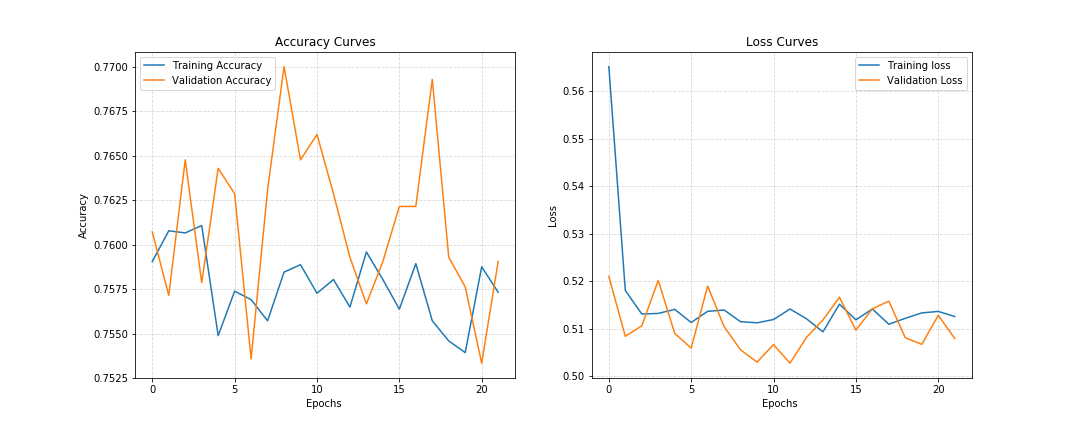 Accuracy Curves
Training Accuracy
Validation Accuracy
0.7700
0.7675
0.7650
0.7625
0.7600
0.7575
0.7550
0.7525
Accuracy
0 5 10 15 20
Epochs
Loss Curves
Training loss
Validation Loss
0.56
0.55
0.54
0.53
0.52
0.51
0.50
Loss
0 5 10 15 20
Epochs